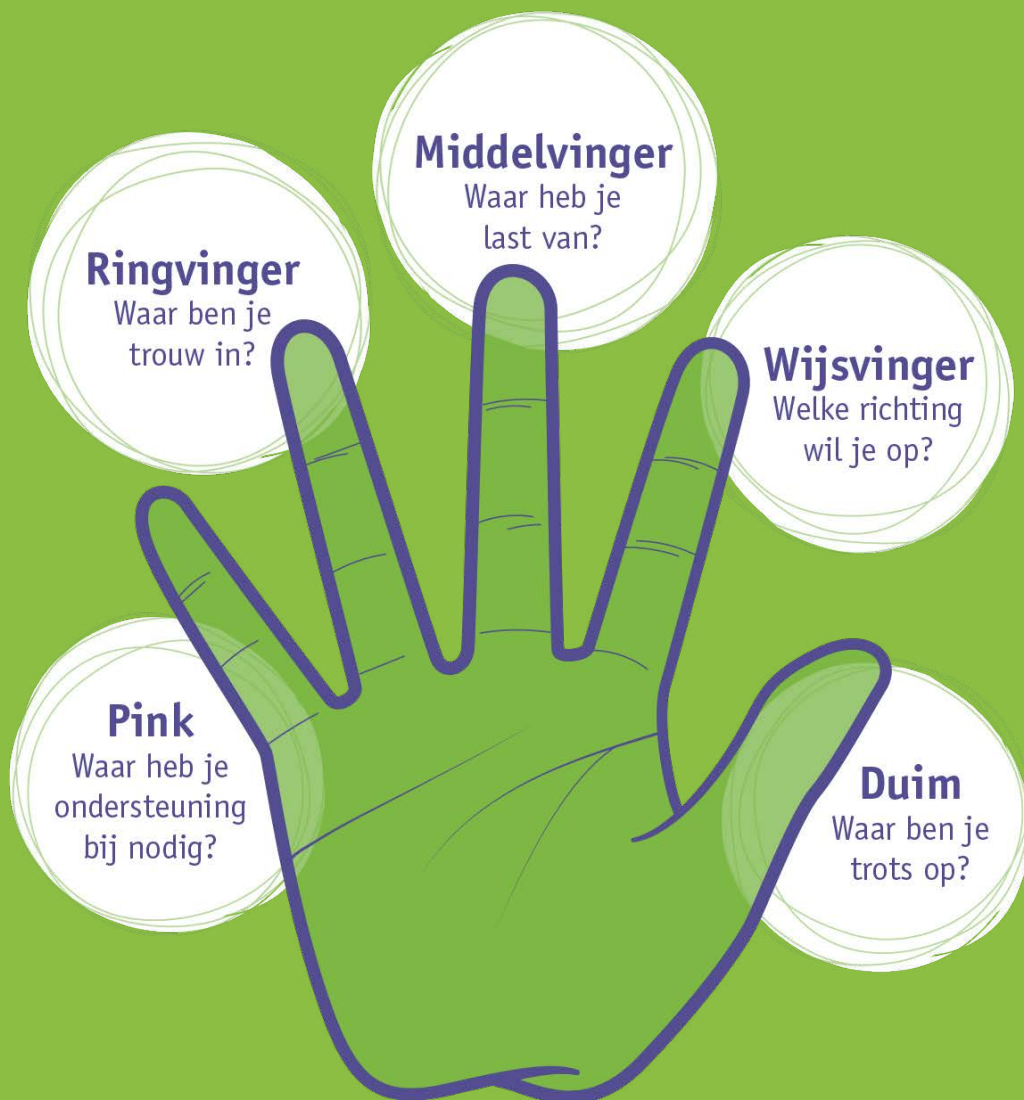 Middelvinger
Waar heb je
last van?
Ringvinger
Waar ben je
trouw in?
Wijsvinger
Welke richting
wil je op?
Pink
Waar heb je
ondersteuning
bij nodig?
Duim
Waar ben je
trots op?